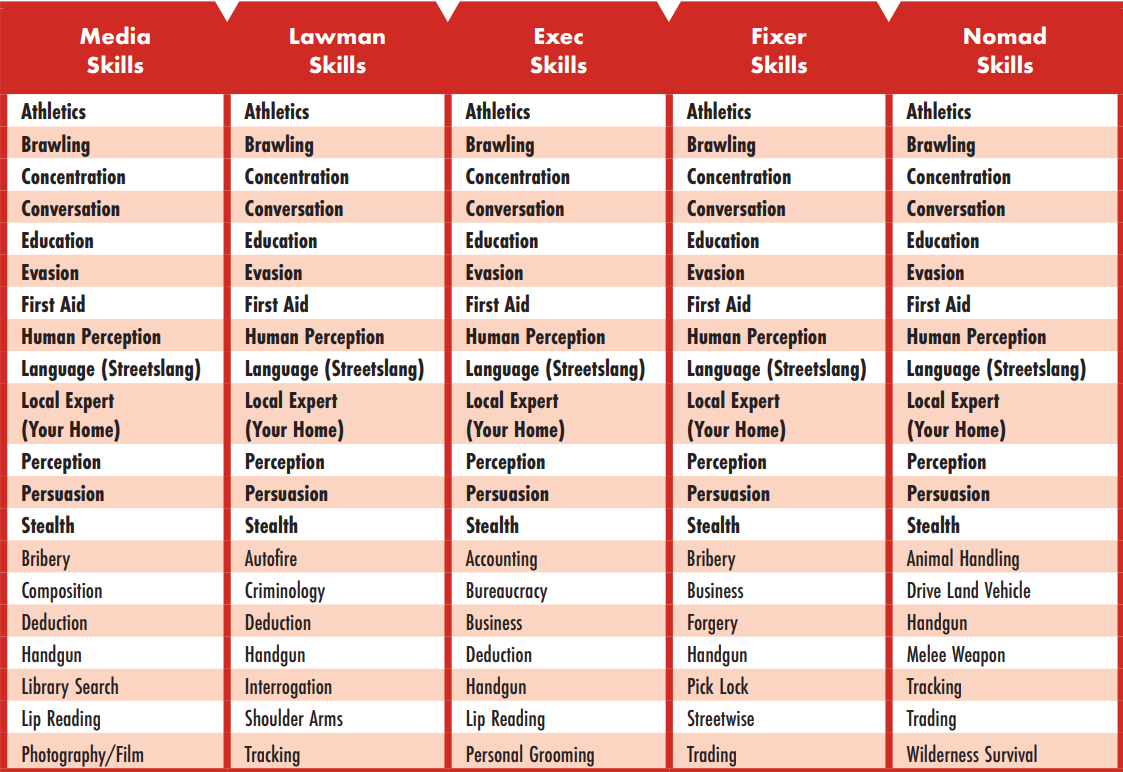 Media Skills | Lawman Skills | Exec Skills | Fixer Skills | Nomad Skills
Athletics | Athletics | Athletics | Athletics | Athletics
Brawling | Brawling | Brawling | Brawling | Brawling
Concentration | Concentration | Concentration | Concentration | Concentration
Conversation | Conversation | Conversation | Conversation | Conversation
Education | Education | Education | Education | Education
Evasion | Evasion | Evasion | Evasion | Evasion
First Aid | First Aid | First Aid | First Aid | First Aid
Human Perception | Human Perception | Human Perception | Human Perception | Human Perception
Language (Streetslang) | Language (Streetslang) | Language (Streetslang) | Language (Streetslang) | Language (Streetslang)
Local Expert (Your Home) | Local Expert (Your Home) | Local Expert (Your Home) | Local Expert (Your Home) | Local Expert (Your Home)
Perception | Perception | Perception | Perception | Perception
Persuasion | Persuasion | Persuasion | Persuasion | Persuasion
Stealth | Stealth | Stealth | Stealth | Stealth
Bribery | Autofire | Accounting | Bribery | Animal Handling
Composition | Criminology | Bureaucracy | Business | Drive Land Vehicle
Deduction | Deduction | Business | Forgery | Handgun
Handgun | Handgun | Deduction | Handgun | Melee Weapon
Library Search | Interrogation | Handgun | Pick Lock | Tracking
Lip Reading | Shoulder Arms | Lip Reading | Streetwise | Trading
Photography/Film | Tracking | Personal Grooming | Trading | Wilderness Survival